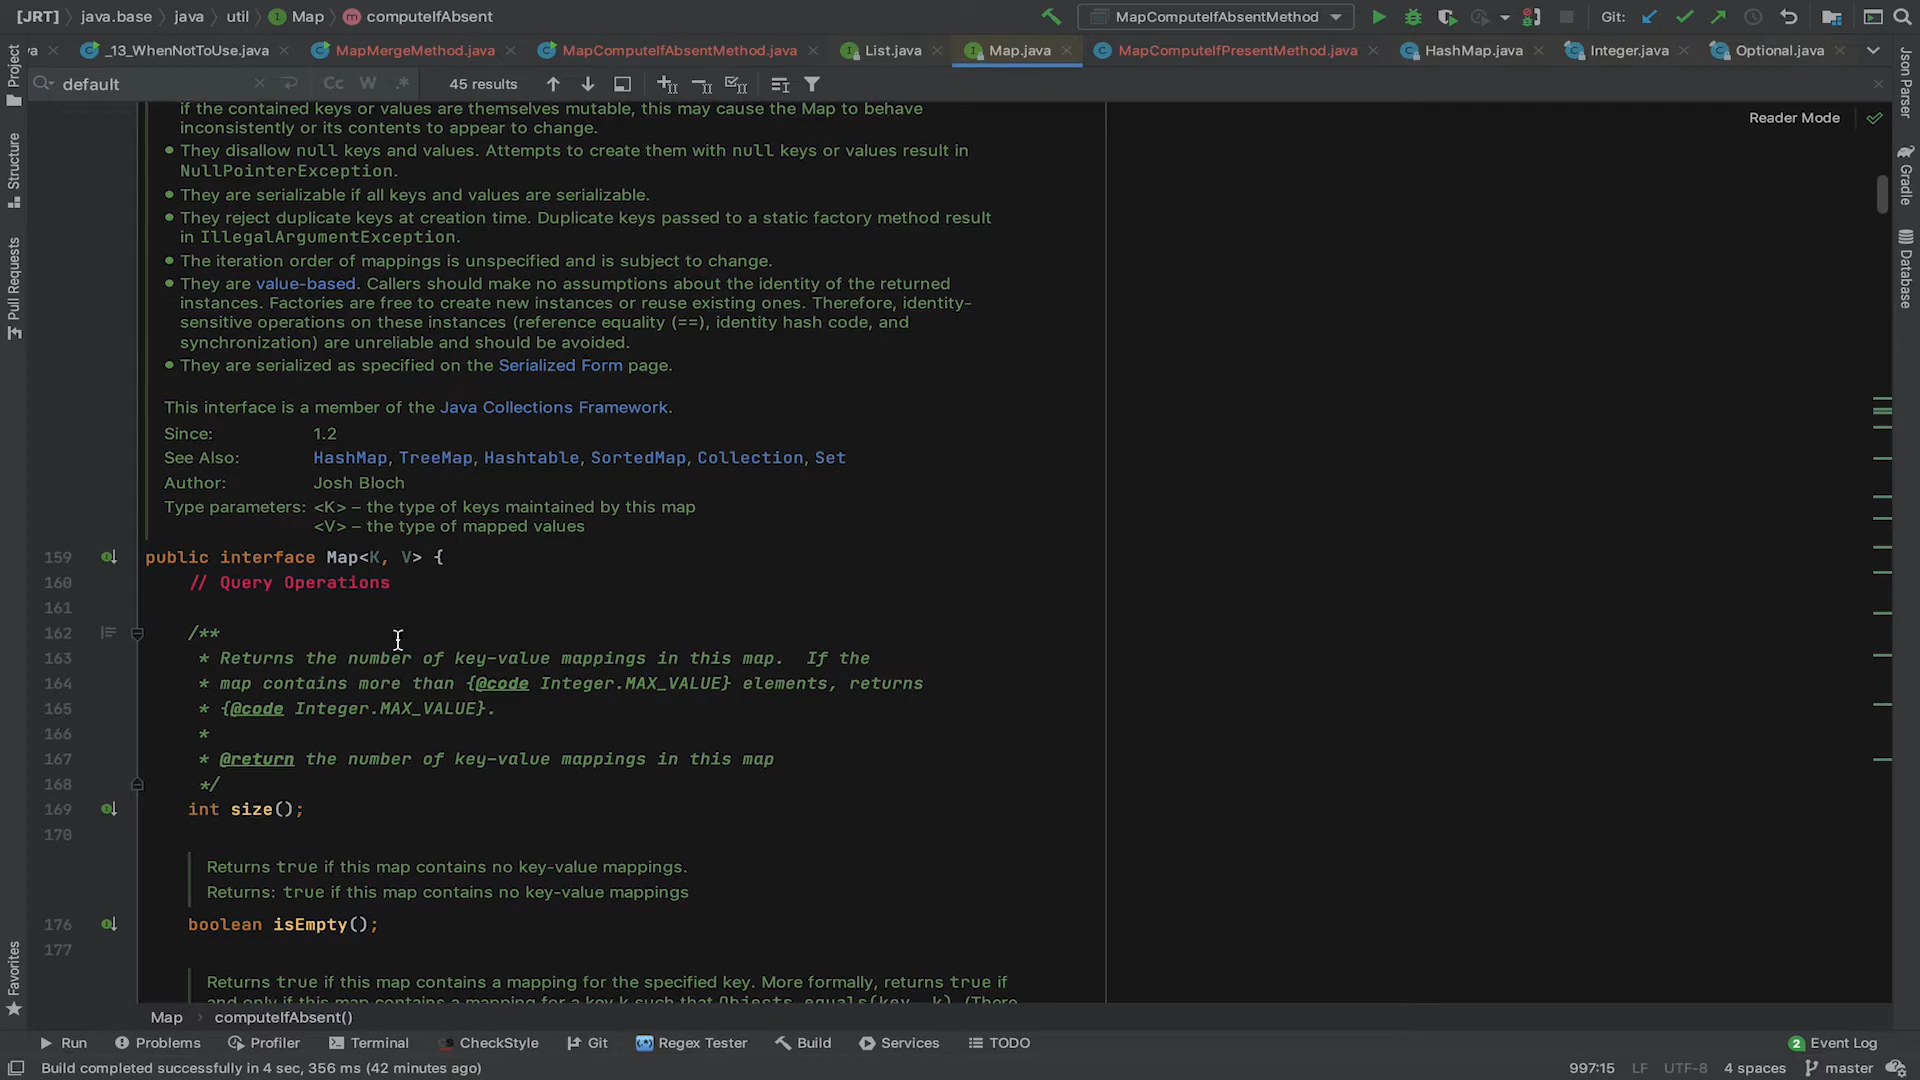 [JRT] java.base java util Map computeIfAbsent MapComputeIfAbsentMethod Git:
va _13_WhenNotToUse.java MapMergeMethod.java MapComputeIfAbsentMethod.java List.java Map.java MapComputeIfPresentMethod.java HashMap.java Integer.java Optional.java
default Cc W .* 45 results
Reader Mode
if the contained keys or values are themselves mutable, this may cause the Map to behave
inconsistently or its contents to appear to change.
• They disallow null keys and values. Attempts to create them with null keys or values result in
NullPointerException.
• They are serializable if all keys and values are serializable.
• They reject duplicate keys at creation time. Duplicate keys passed to a static factory method result
in IllegalArgumentException.
• The iteration order of mappings is unspecified and is subject to change.
• They are value-based. Callers should make no assumptions about the identity of the returned
instances. Factories are free to create new instances or reuse existing ones. Therefore, identity-
sensitive operations on these instances (reference equality (==), identity hash code, and
synchronization) are unreliable and should be avoided.
• They are serialized as specified on the Serialized Form page.
This interface is a member of the Java Collections Framework.
Since: 1.2
See Also: HashMap, TreeMap, Hashtable, SortedMap, Collection, Set
Author: Josh Bloch
Type parameters: <K> – the type of keys maintained by this map
<V> – the type of mapped values
159 public interface Map<K, V> {
160 // Query Operations
161
162 /**
163 * Returns the number of key-value mappings in this map.  If the
164 * map contains more than {@code Integer.MAX_VALUE} elements, returns
165 * {@code Integer.MAX_VALUE}.
166 *
167 * @return the number of key-value mappings in this map
168 */
169 int size();
170
Returns true if this map contains no key-value mappings.
Returns: true if this map contains no key-value mappings
176 boolean isEmpty();
177
Returns true if this map contains a mapping for the specified key. More formally, returns true if
and only if this map contains a mapping for a key k such that Objects.equals(key, k). (There
Map computeIfAbsent()
Run Problems Profiler Terminal CheckStyle Git Regex Tester Build Services TODO 2 Event Log
Build completed successfully in 4 sec, 356 ms (42 minutes ago) 997:15 LF UTF-8 4 spaces master
Project
Structure
Pull Requests
Favorites
Json Parser
Gradle
Database